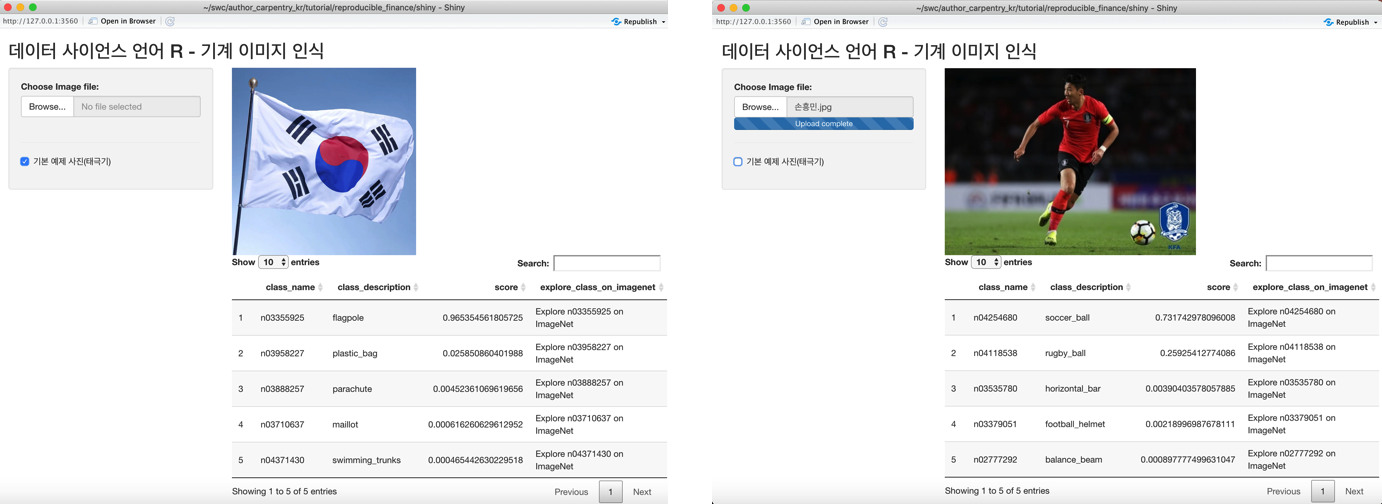 ~/swc/author_carpentry_kr/tutorial/reproducible_finance/shiny - Shiny
http://127.0.0.1:3560 Open in Browser Republish
데이터 사이언스 언어 R - 기계 이미지 인식
Choose Image file:
Browse... No file selected
기본 예제 사진(태극기)
Show 10 entries Search:
class_name class_description score explore_class_on_imagenet
1 n03355925 flagpole 0.965354561805725 Explore n03355925 on
ImageNet
2 n03958227 plastic_bag 0.025850860401988 Explore n03958227 on
ImageNet
3 n03888257 parachute 0.00452361069619656 Explore n03888257 on
ImageNet
4 n03710637 maillot 0.000616260629612952 Explore n03710637 on
ImageNet
5 n04371430 swimming_trunks 0.000465442630229518 Explore n04371430 on
ImageNet
Showing 1 to 5 of 5 entries Previous 1 Next
~/swc/author_carpentry_kr/tutorial/reproducible_finance/shiny - Shiny
http://127.0.0.1:3560 Open in Browser Republish
데이터 사이언스 언어 R - 기계 이미지 인식
Choose Image file:
Browse... 손흥민.jpg
Upload complete
기본 예제 사진(태극기)
7
KFA
Show 10 entries Search:
class_name class_description score explore_class_on_imagenet
1 n04254680 soccer_ball 0.731742978096008 Explore n04254680 on
ImageNet
2 n04118538 rugby_ball 0.25925412774086 Explore n04118538 on
ImageNet
3 n03535780 horizontal_bar 0.00390403578057885 Explore n03535780 on
ImageNet
4 n03379051 football_helmet 0.00218996987678111 Explore n03379051 on
ImageNet
5 n02777292 balance_beam 0.000897777499631047 Explore n02777292 on
ImageNet
Showing 1 to 5 of 5 entries Previous 1 Next